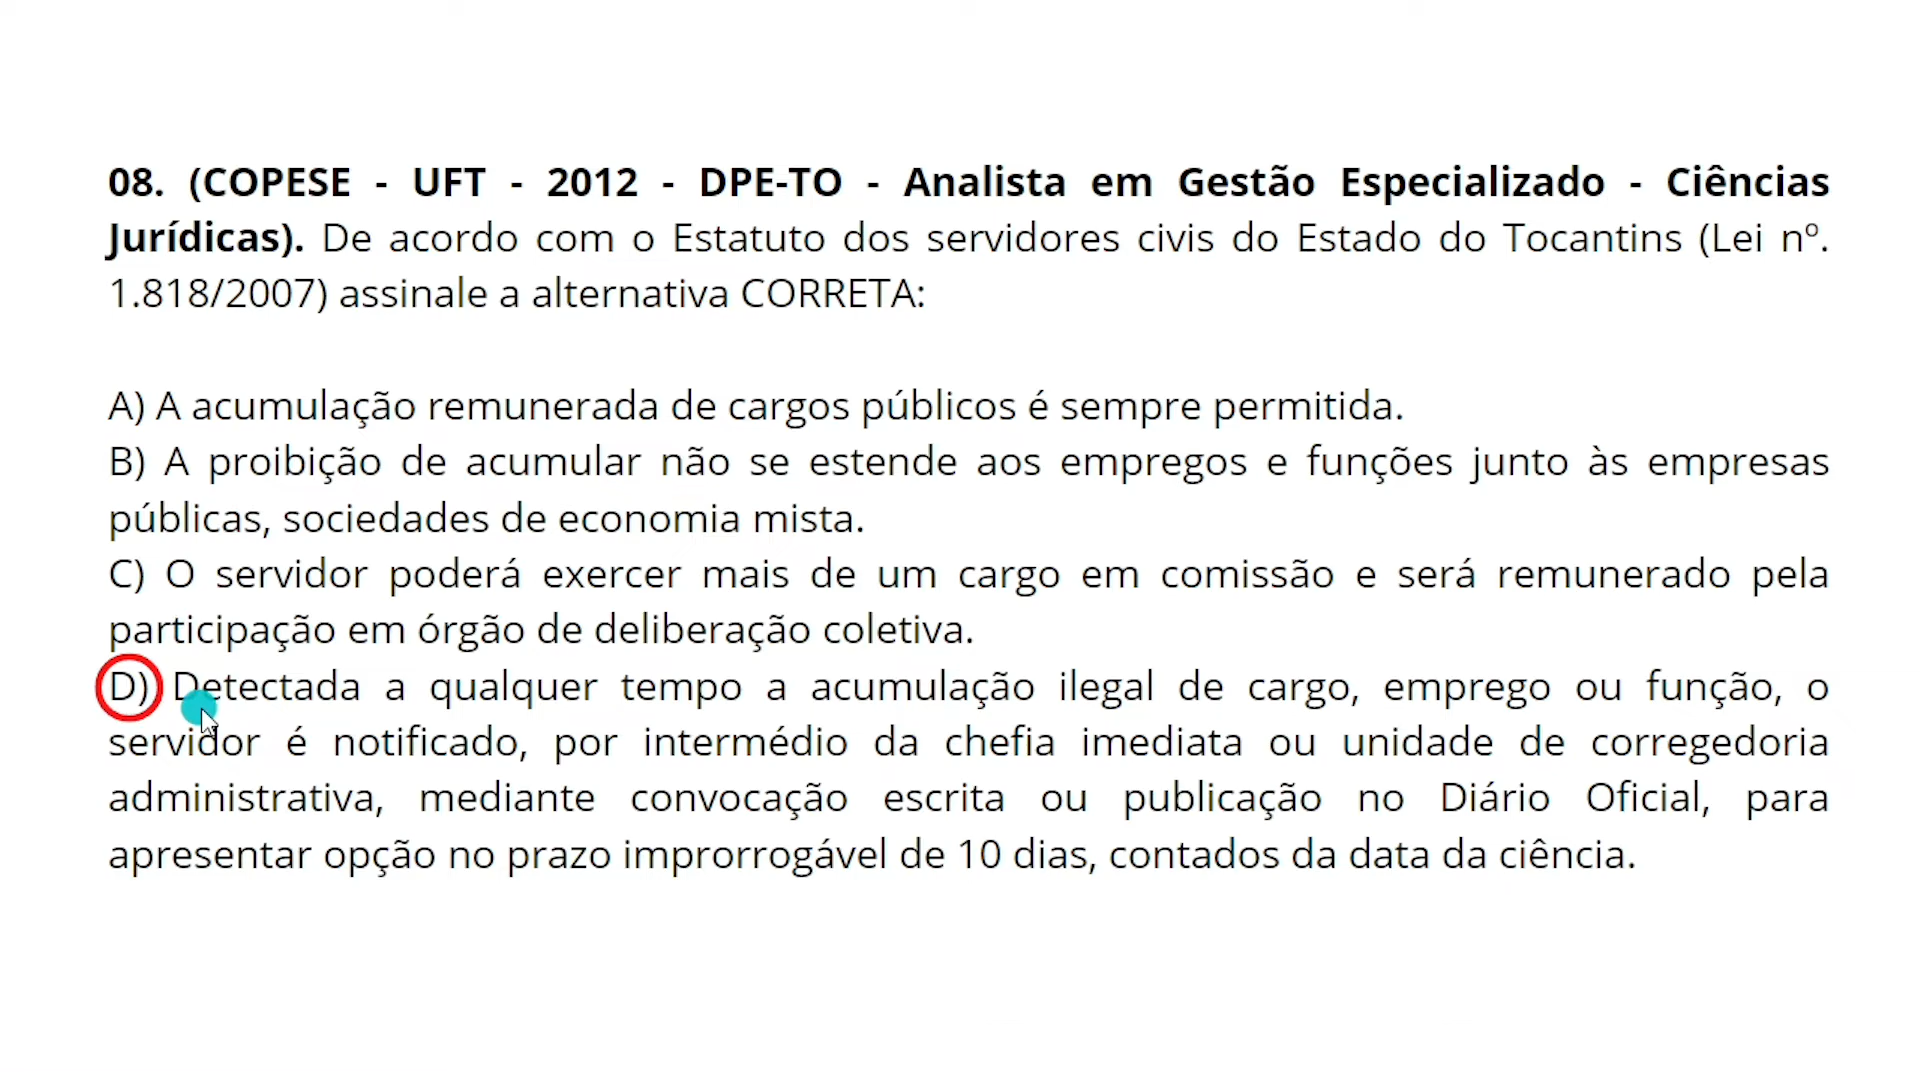 08. (COPESE - UFT - 2012 - DPE-TO - Analista em Gestão Especializado - Ciências
Jurídicas). De acordo com o Estatuto dos servidores civis do Estado do Tocantins (Lei nº.
1.818/2007) assinale a alternativa CORRETA:
A) A acumulação remunerada de cargos públicos é sempre permitida.
B) A proibição de acumular não se estende aos empregos e funções junto às empresas
públicas, sociedades de economia mista.
C) O servidor poderá exercer mais de um cargo em comissão e será remunerado pela
participação em órgão de deliberação coletiva.
D) Detectada a qualquer tempo a acumulação ilegal de cargo, emprego ou função, o
servidor é notificado, por intermédio da chefia imediata ou unidade de corregedoria
administrativa, mediante convocação escrita ou publicação no Diário Oficial, para
apresentar opção no prazo improrrogável de 10 dias, contados da data da ciência.